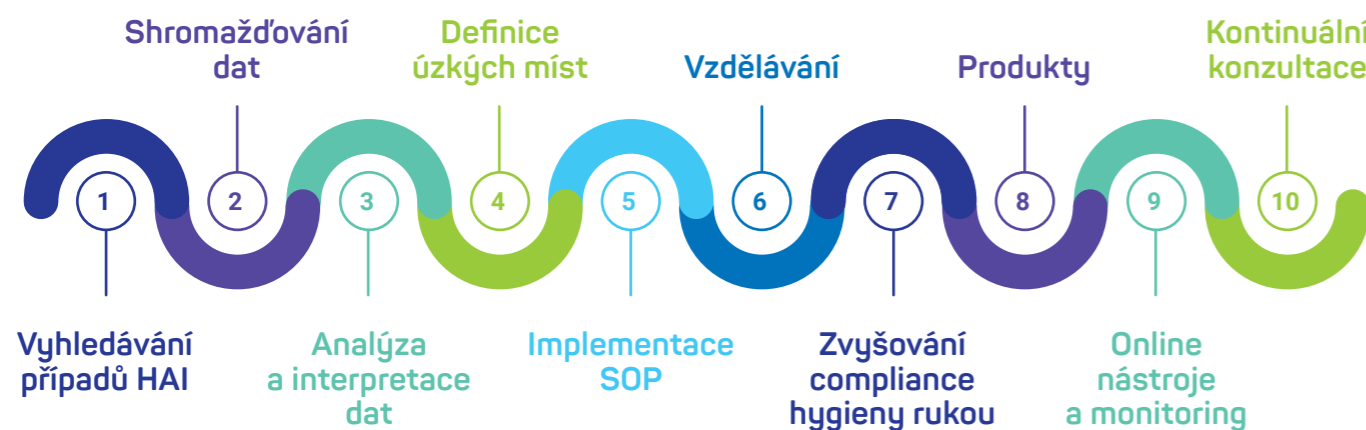 Shromažďování
dat
Definice
úzkých míst
Vzdělávání
Produkty
Kontinuální
konzultace
1
2
3
4
5
6
7
8
9
10
Vyhledávání
případů HAI
Analýza
a interpretace
dat
Implementace
SOP
Zvyšování
compliance
hygieny rukou
Online
nástroje
a monitoring